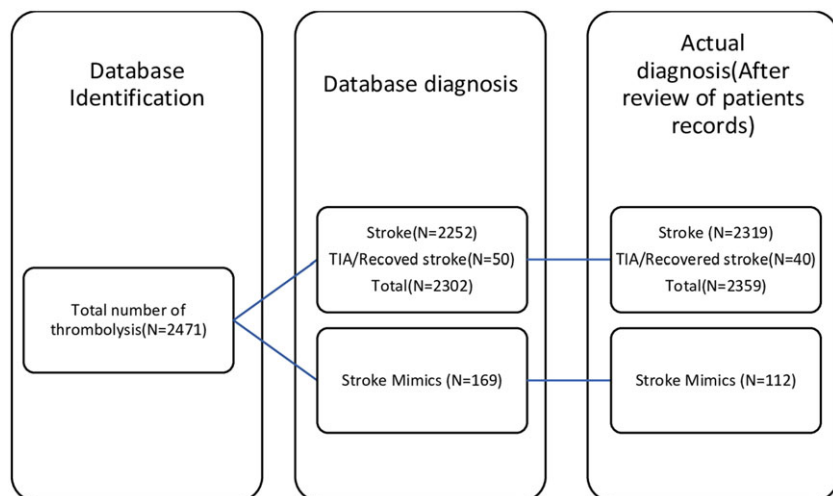 Database
Identification
Total number of
thrombolysis(N=2471)
Database diagnosis
Stroke(N=2252)
TIA/Recoved stroke(N=50)
Total(N=2302)
Stroke Mimics (N=169)
Actual
diagnosis(After
review of patients
records)
Stroke (N=2319)
TIA/Recovered stroke(N=40)
Total(N=2359)
Stroke Mimics (N=112)